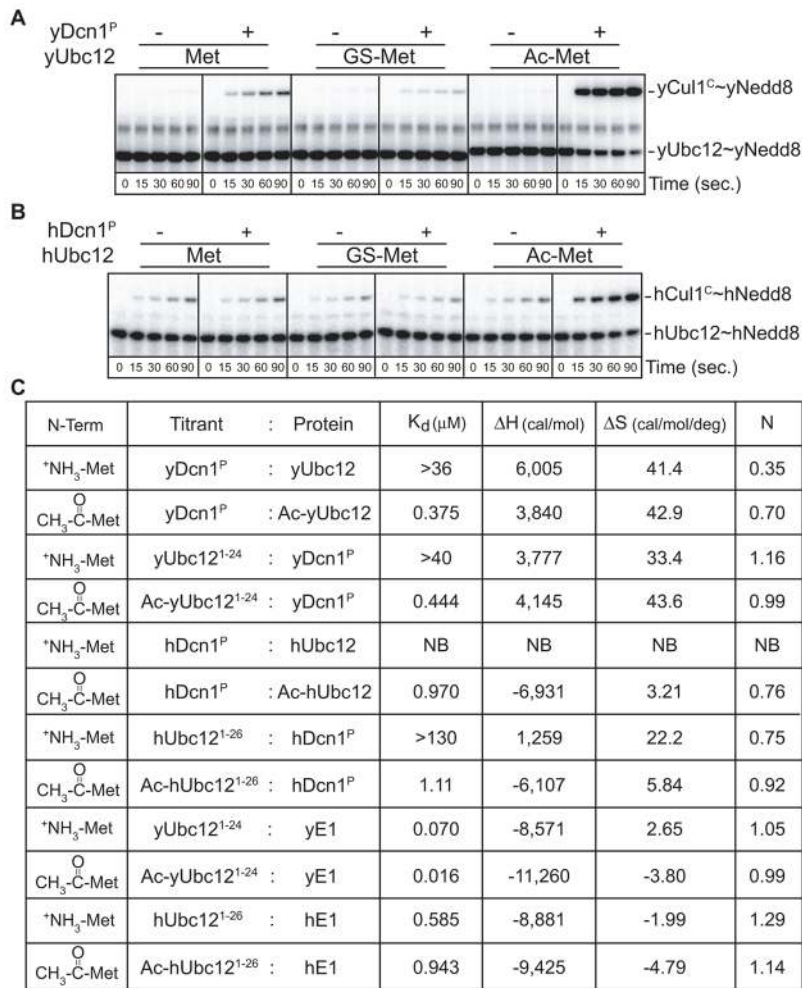 A
yDcn1ᴾ - + - + - +
yUbc12 Met GS-Met Ac-Met
-yCul1ᶜ~yNedd8
-yUbc12~yNedd8
0 15 30 60 90 0 15 30 60 90 0 15 30 60 90 0 15 30 60 90 0 15 30 60 90 0 15 30 60 90 Time (sec.)
B
hDcn1ᴾ - + - + - +
hUbc12 Met GS-Met Ac-Met
-hCul1ᶜ~hNedd8
-hUbc12~hNedd8
0 15 30 60 90 0 15 30 60 90 0 15 30 60 90 0 15 30 60 90 0 15 30 60 90 0 15 30 60 90 Time (sec.)
C
N-Term Titrant : Protein Kd (μM) ΔH (cal/mol) ΔS (cal/mol/deg) N
⁺NH₃-Met yDcn1ᴾ : yUbc12 >36 6,005 41.4 0.35
O
CH₃-C-Met yDcn1ᴾ : Ac-yUbc12 0.375 3,840 42.9 0.70
⁺NH₃-Met yUbc12¹⁻²⁴ : yDcn1ᴾ >40 3,777 33.4 1.16
O
CH₃-C-Met Ac-yUbc12¹⁻²⁴ : yDcn1ᴾ 0.444 4,145 43.6 0.99
⁺NH₃-Met hDcn1ᴾ : hUbc12 NB NB NB NB
O
CH₃-C-Met hDcn1ᴾ : Ac-hUbc12 0.970 -6,931 3.21 0.76
⁺NH₃-Met hUbc12¹⁻²⁶ : hDcn1ᴾ >130 1,259 22.2 0.75
O
CH₃-C-Met Ac-hUbc12¹⁻²⁶ : hDcn1ᴾ 1.11 -6,107 5.84 0.92
⁺NH₃-Met yUbc12¹⁻²⁴ : yE1 0.070 -8,571 2.65 1.05
O
CH₃-C-Met Ac-yUbc12¹⁻²⁴ : yE1 0.016 -11,260 -3.80 0.99
⁺NH₃-Met hUbc12¹⁻²⁶ : hE1 0.585 -8,881 -1.99 1.29
O
CH₃-C-Met Ac-hUbc12¹⁻²⁶ : hE1 0.943 -9,425 -4.79 1.14